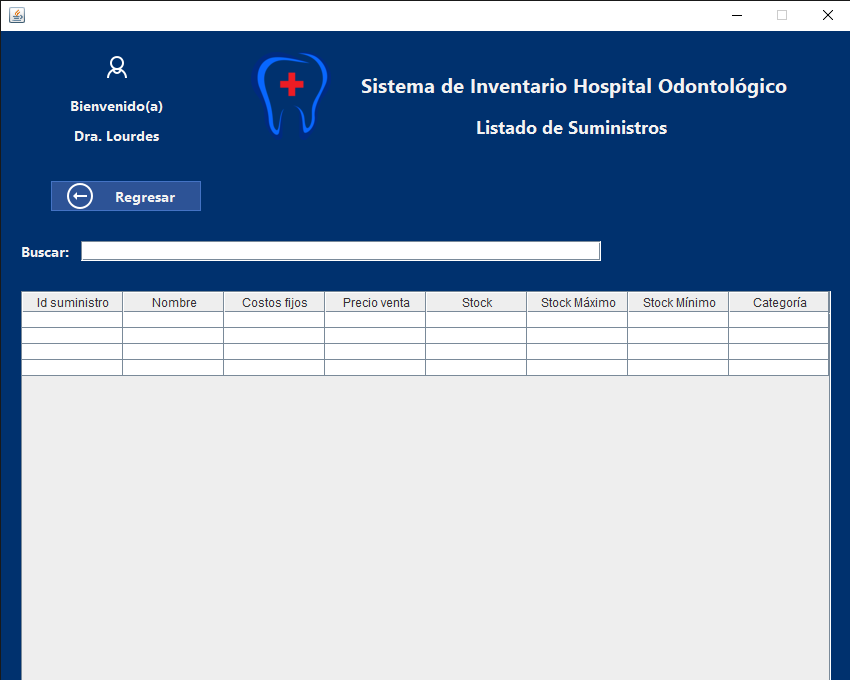 Bienvenido(a)
Dra. Lourdes
Sistema de Inventario Hospital Odontológico
Listado de Suministros
Regresar
Buscar:
Id suministro Nombre Costos fijos Precio venta Stock Stock Máximo Stock Mínimo Categoría